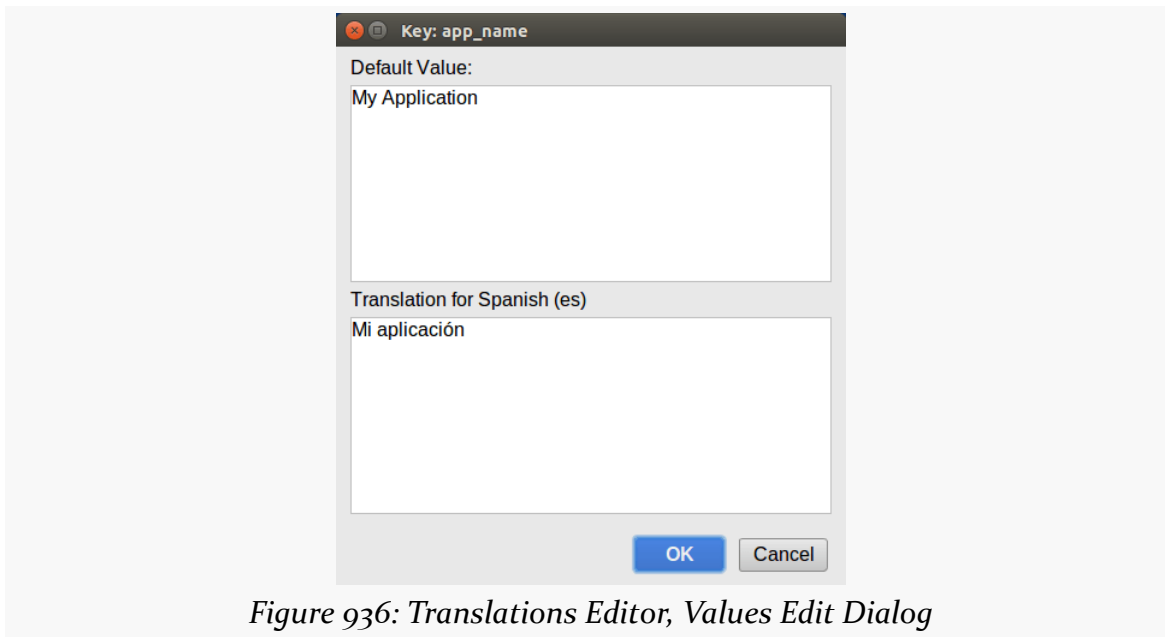 Key: app_name
Default Value:
My Application
Translation for Spanish (es)
Mi aplicación
OK Cancel
Figure 936: Translations Editor, Values Edit Dialog